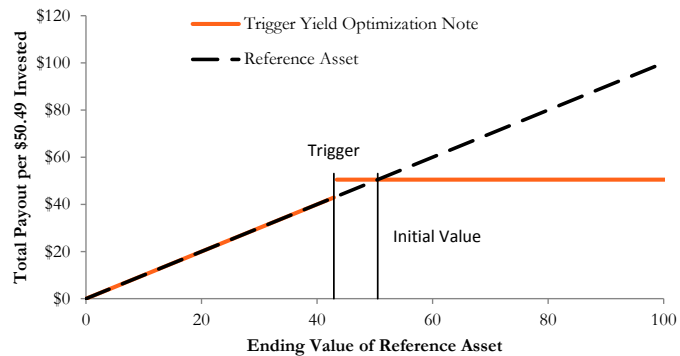 Total Payout per $50.49 Invested
$120
$100
$80
$60
$40
$20
$0
Trigger Yield Optimization Note
Reference Asset
Trigger
Initial Value
0 20 40 60 80 100
Ending Value of Reference Asset